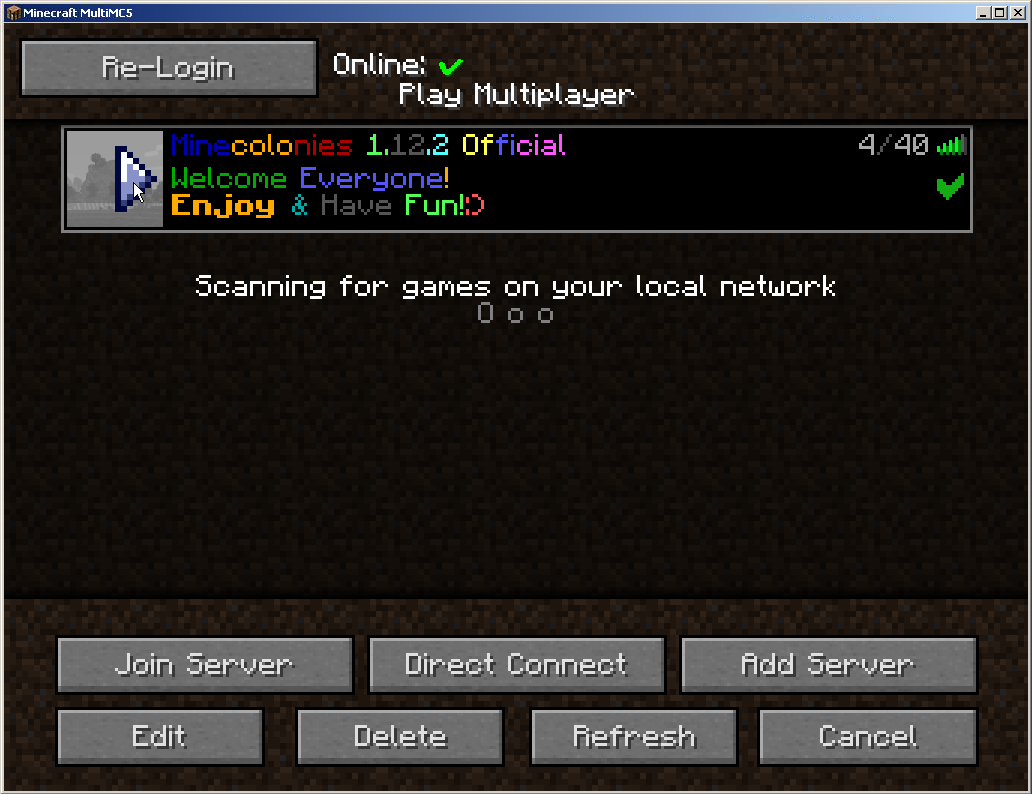 Minecraft MultiMC5
Re-Login
Online:
Play Multiplayer
Minecolonies 1.12.2 Official
4/40
Welcome Everyone!
Enjoy & Have Fun!:)
Scanning for games on your local network
O o o
Join Server
Direct Connect
Add Server
Edit
Delete
Refresh
Cancel